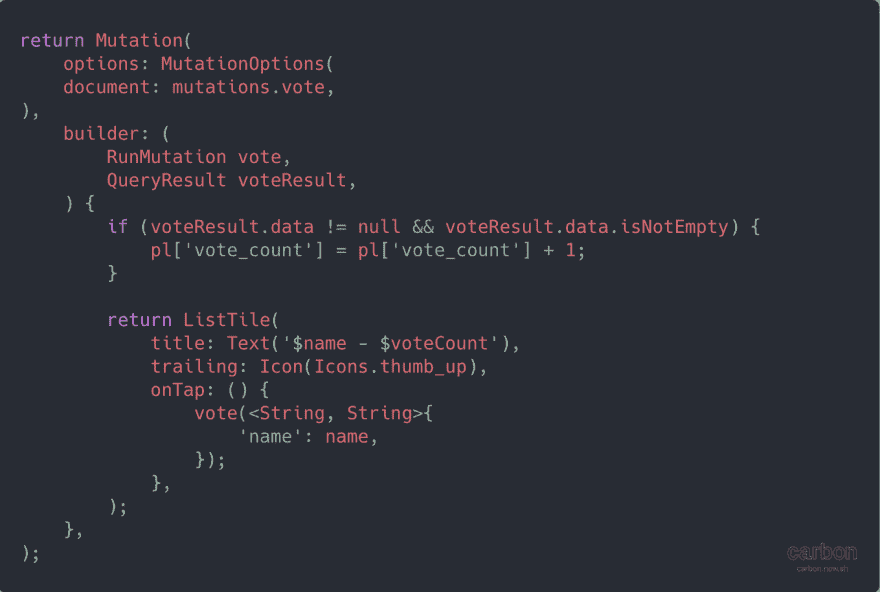 return Mutation(
    options: MutationOptions(
    document: mutations.vote,
),
    builder: (
        RunMutation vote,
        QueryResult voteResult,
    ) {
        if (voteResult.data != null && voteResult.data.isNotEmpty) {
            pl['vote_count'] = pl['vote_count'] + 1;
        }

        return ListTile(
            title: Text('$name - $voteCount'),
            trailing: Icon(Icons.thumb_up),
            onTap: () {
                vote(<String, String>{
                    'name': name,
                });
            },
        );
    },
);
carbon
carbon.now.sh